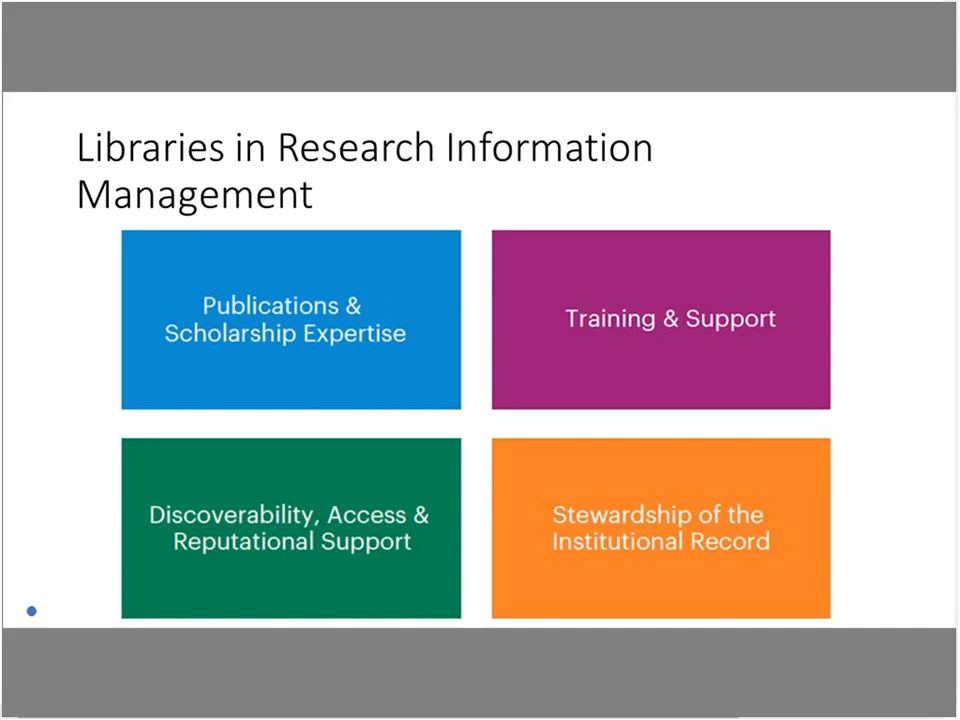 Libraries in Research Information
Management
Publications &
Scholarship Expertise
Training & Support
Discoverability, Access &
Reputational Support
Stewardship of the
Institutional Record